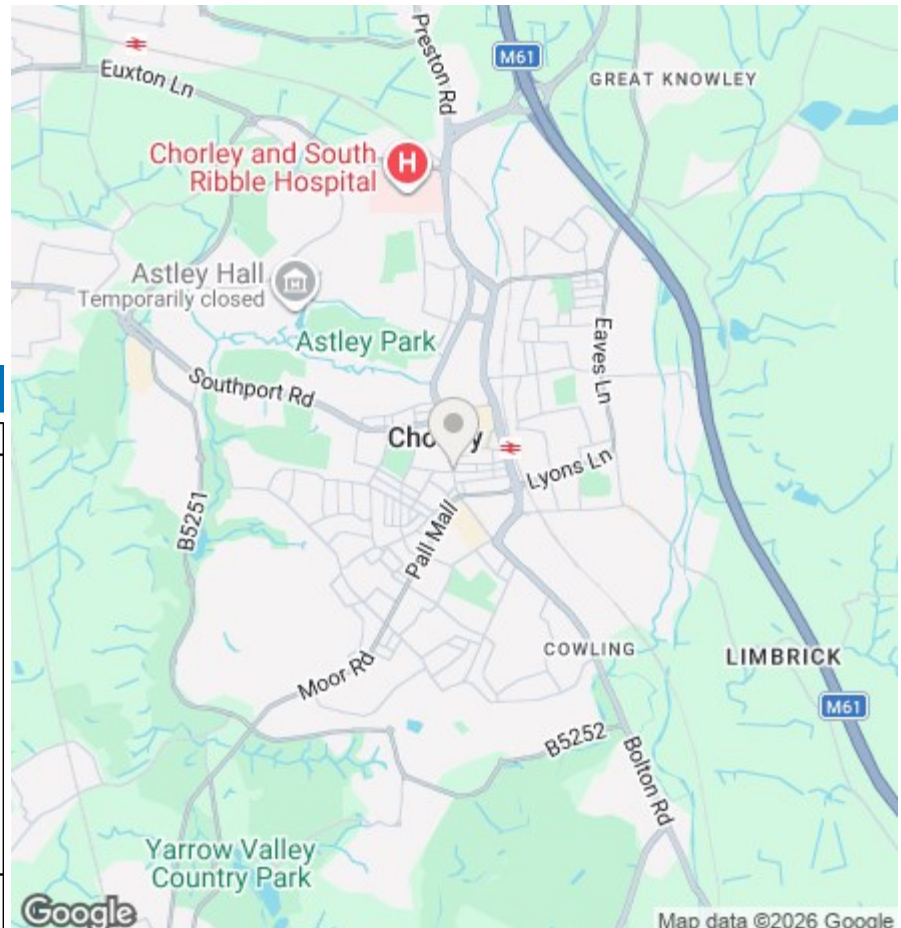 Preston Rd
M61
Euxton Ln
GREAT KNOWLEY
Chorley and South
Ribble Hospital
H
Astley Hall
Temporarily closed
Astley Park
Eaves Ln
Southport Rd
Lyons Ln
B5251
Pall Mall
COWLING
LIMBRICK
Moor Rd
M61
B5252
Bolton Rd
Yarrow Valley
Country Park
Google
Map data ©2026 Google